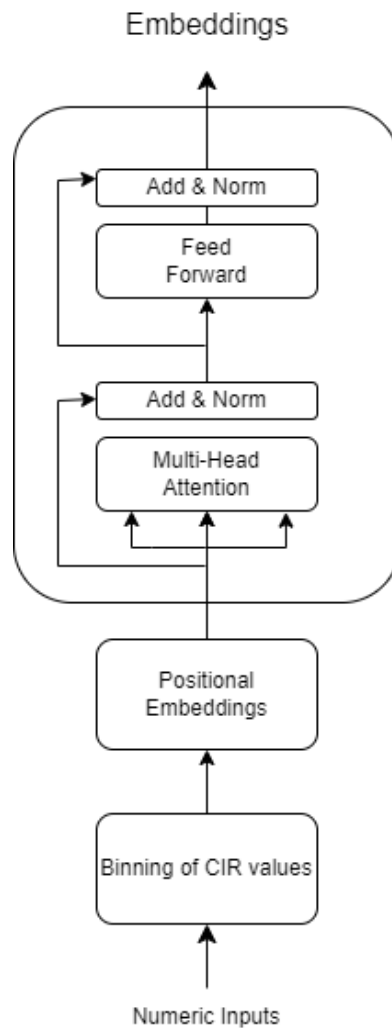 Embeddings
Add & Norm
Feed
Forward
Add & Norm
Multi-Head
Attention
Positional
Embeddings
Binning of CIR values
Numeric Inputs